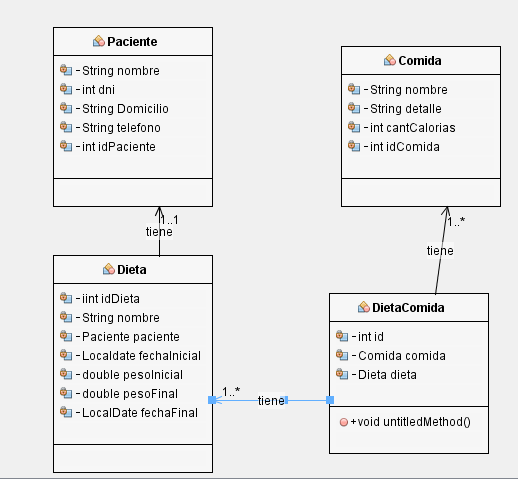 Paciente
-String nombre
-int dni
-String Domicilio
-String telefono
-int idPaciente
Comida
-String nombre
-String detalle
-int cantCalorias
-int idComida
1..1
tiene
1..*
tiene
Dieta
-iint idDieta
-String nombre
-Paciente paciente
-Localdate fechaInicial
-double pesoInicial
-double pesoFinal
-LocalDate fechaFinal
1..*
tiene
DietaComida
-int id
-Comida comida
-Dieta dieta
+void untitledMethod()